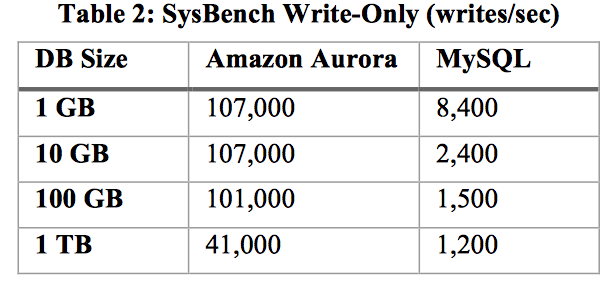 Table 2: SysBench Write-Only (writes/sec)
DB Size Amazon Aurora MySQL
1 GB 107,000 8,400
10 GB 107,000 2,400
100 GB 101,000 1,500
1 TB 41,000 1,200